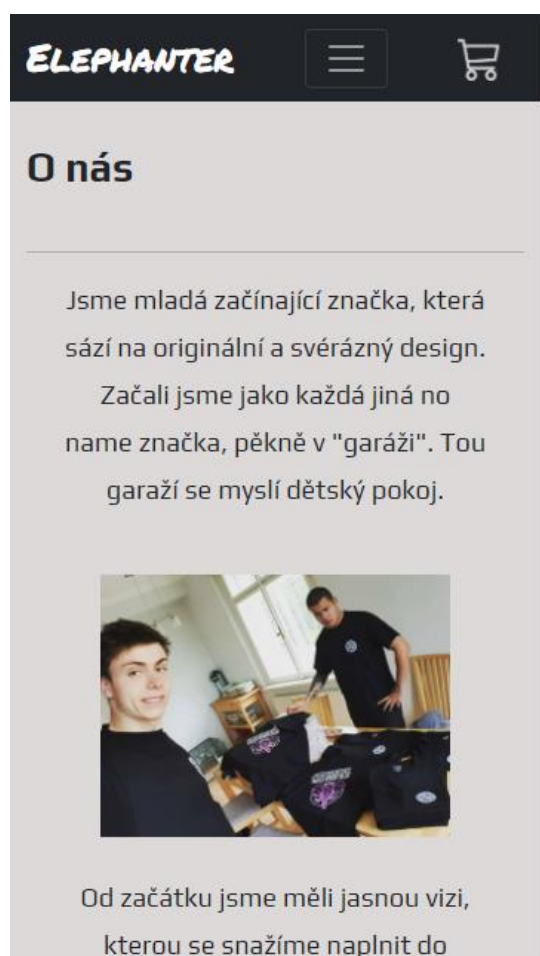 ELEPHANTER
O nás
Jsme mladá začínající značka, která
sází na originální a svérázný design.
Začali jsme jako každá jiná no
name značka, pěkně v "garáži". Tou
garaží se myslí dětský pokoj.
Od začátku jsme měli jasnou vizi,
kterou se snažíme naplnit do